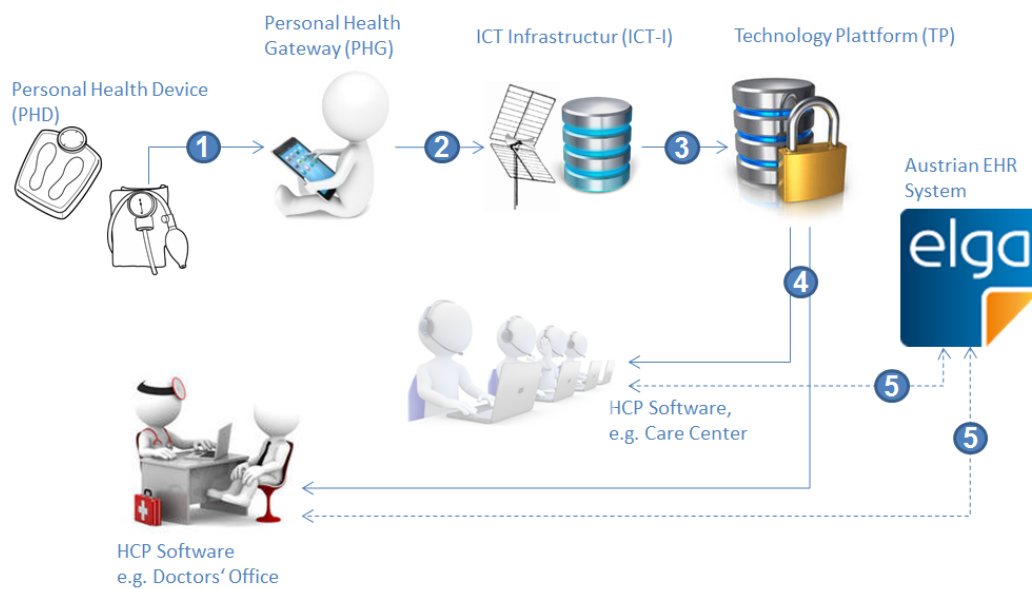 Personal Health
Gateway (PHG)
ICT Infrastructur (ICT-I)
Technology Plattform (TP)
Personal Health Device
(PHD)
1
2
3
Austrian EHR
System
elga
4
5
HCP Software,
e.g. Care Center
5
HCP Software
e.g. Doctors‘ Office